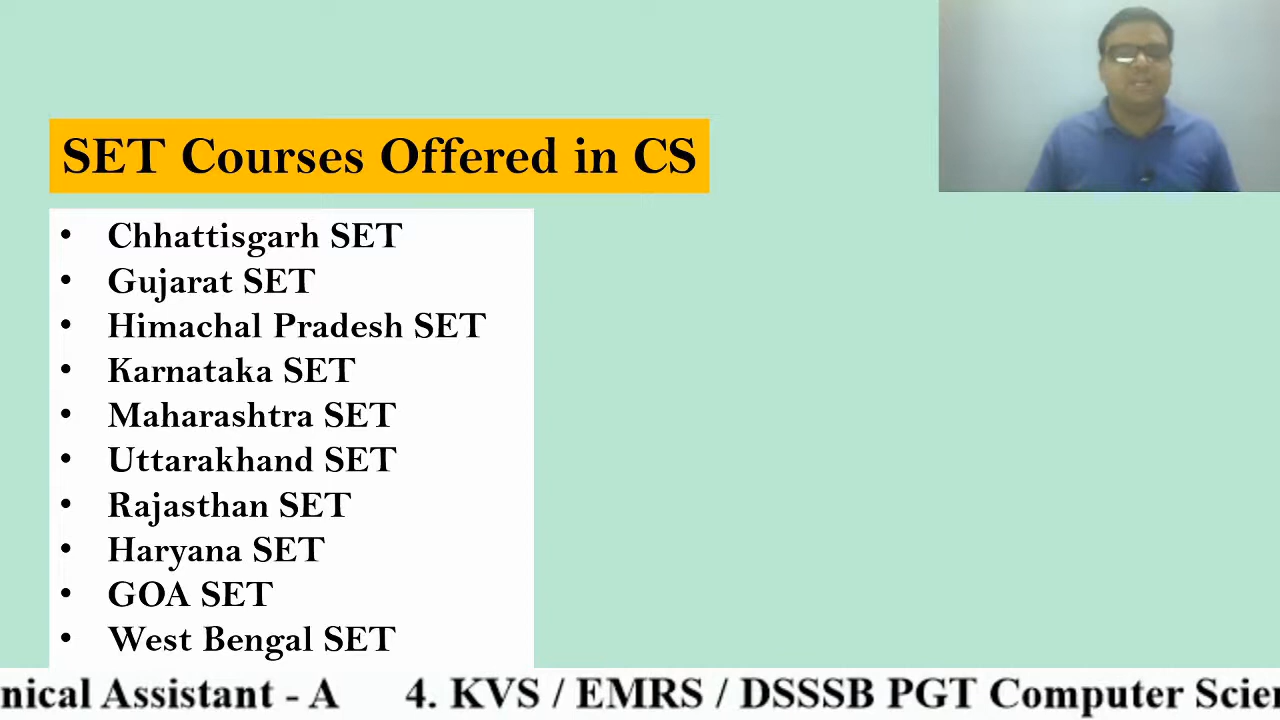 SET Courses Offered in CS
• Chhattisgarh SET
• Gujarat SET
• Himachal Pradesh SET
• Karnataka SET
• Maharashtra SET
• Uttarakhand SET
• Rajasthan SET
• Haryana SET
• GOA SET
• West Bengal SET
nical Assistant - A 4. KVS / EMRS / DSSSB PGT Computer Scien